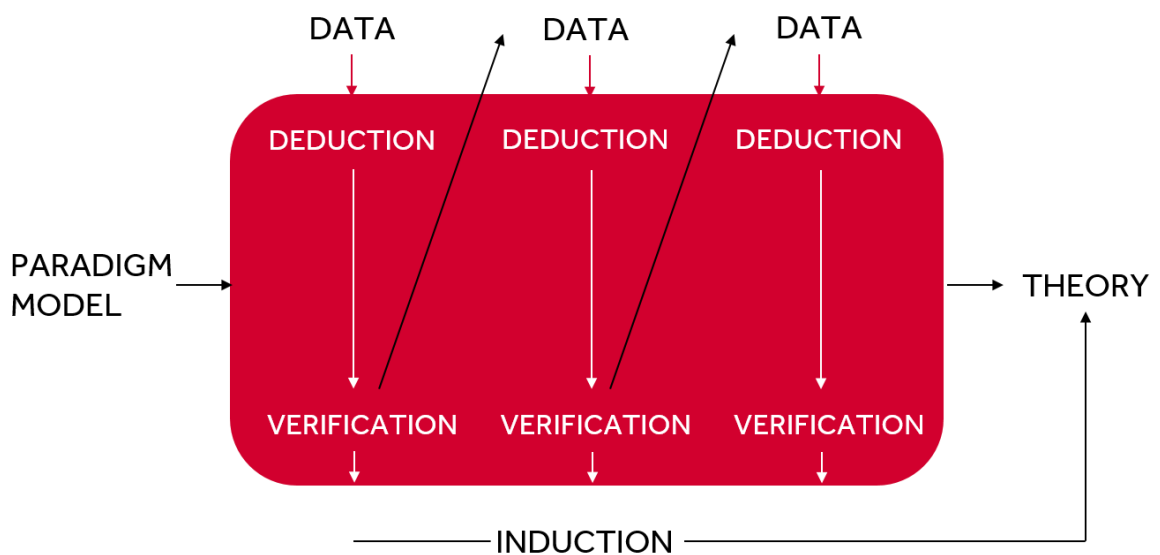 DATA DATA DATA
DEDUCTION DEDUCTION DEDUCTION
PARADIGM
MODEL
THEORY
VERIFICATION VERIFICATION VERIFICATION
INDUCTION